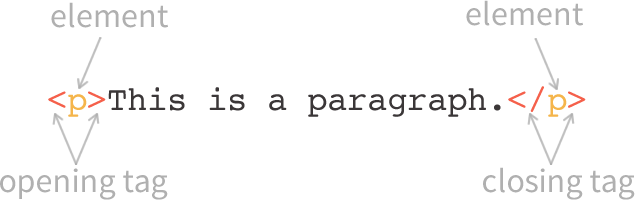 element element
<p>This is a paragraph.</p>
opening tag closing tag